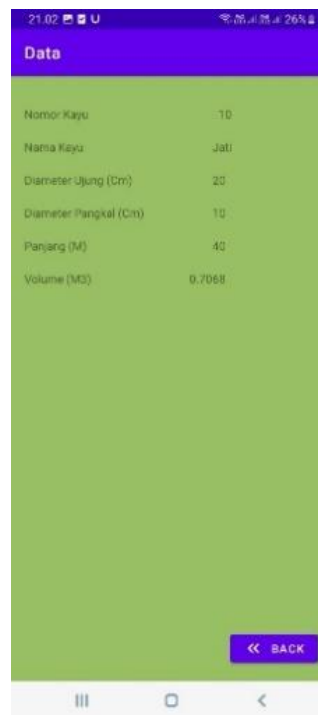 21.02 U 26%
Data
Nomor Kayu 10
Nama Kayu Jati
Diameter Ujung (Cm) 20
Diameter Pangkal (Cm) 10
Panjang (M) 40
Volume (M3) 0.7068
« BACK